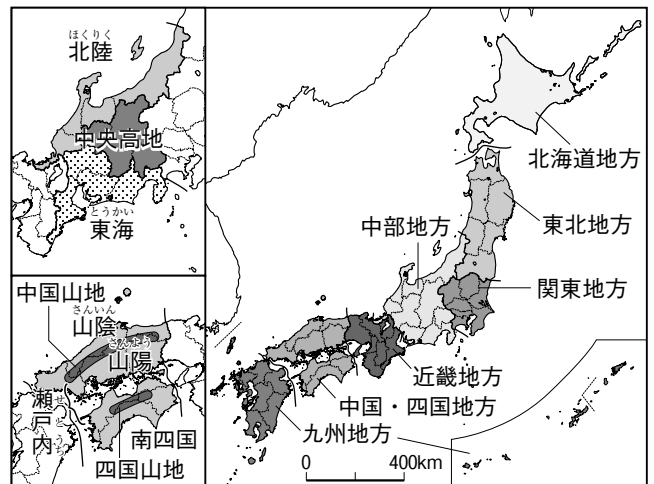 ほくりく
北陸
中央高地
とうかい
東海
中国山地
さんいん
山陰
さんよう
山陽
せとうち
瀬戸内
南四国
四国山地
北海道地方
東北地方
中部地方
関東地方
近畿地方
中国・四国地方
九州地方
0 400km